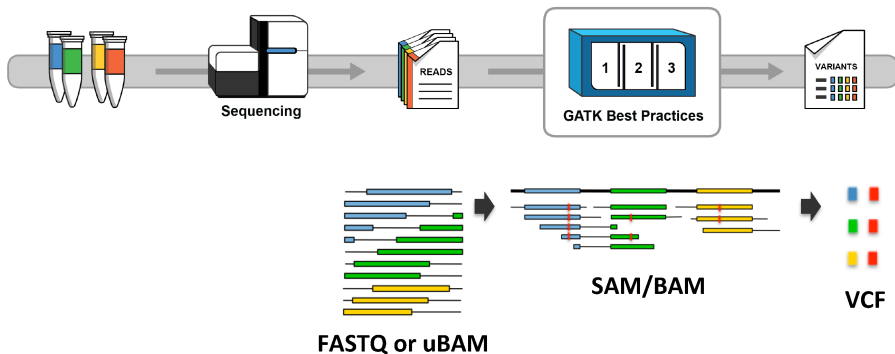 READS
1 2 3
VARIANTS
Sequencing
GATK Best Practices
SAM/BAM
VCF
FASTQ or uBAM